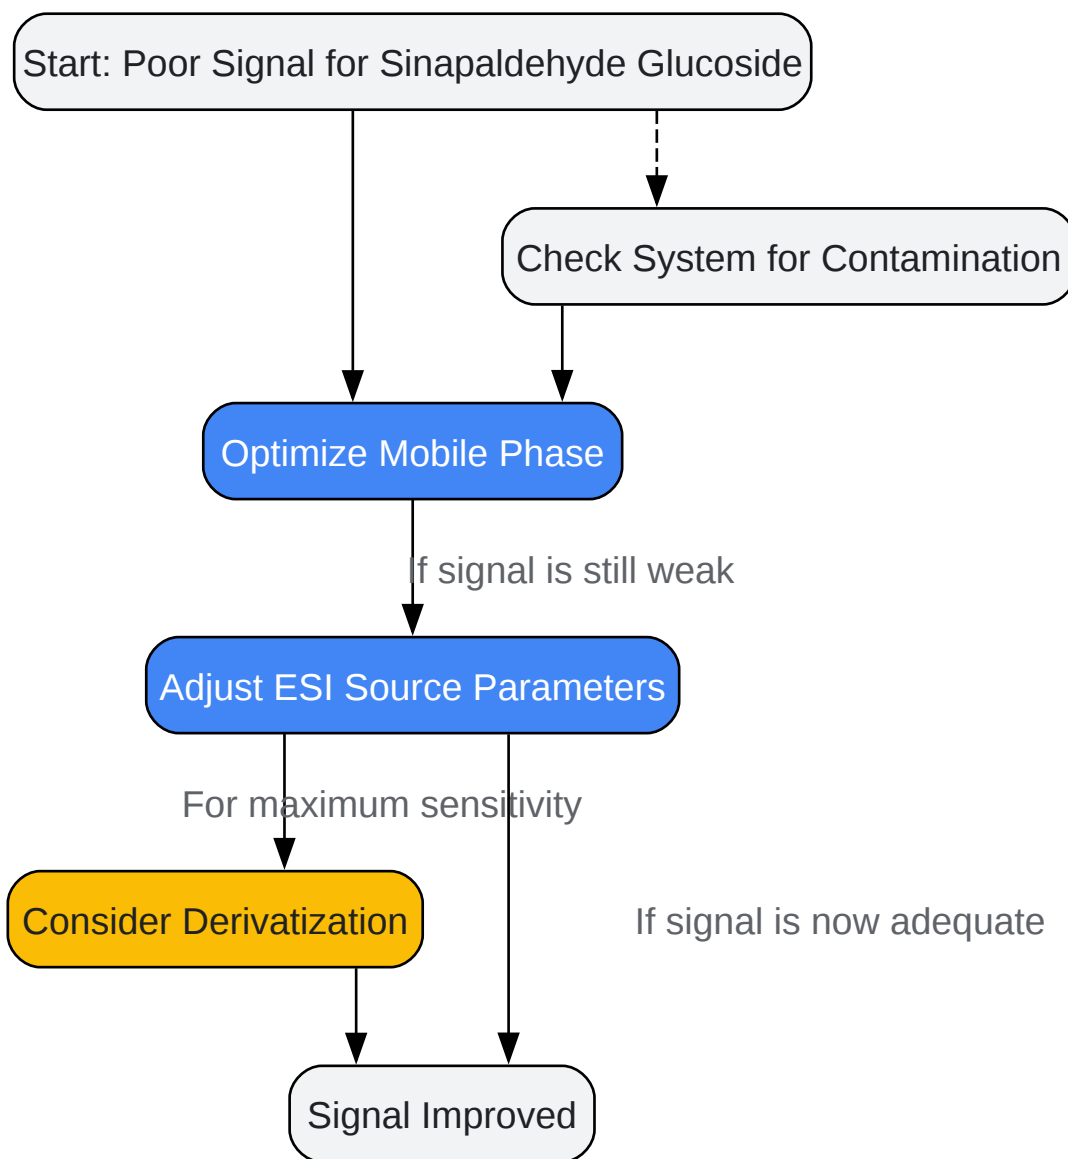 Start: Poor Signal for Sinapaldehyde Glucoside
Check System for Contamination
Optimize Mobile Phase
If signal is still weak
Adjust ESI Source Parameters
For maximum sensitivity
Consider Derivatization
If signal is now adequate
Signal Improved